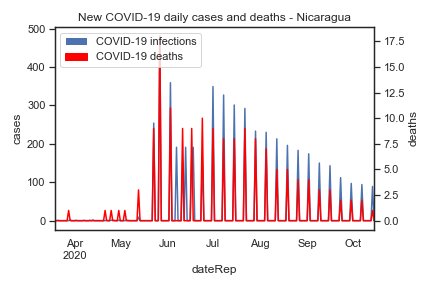 New COVID-19 daily cases and deaths - Nicaragua
COVID-19 infections
COVID-19 deaths
500
400
300
200
100
0
cases
17.5
15.0
12.5
10.0
7.5
5.0
2.5
0.0
deaths
Apr May Jun Jul Aug Sep Oct
2020
dateRep